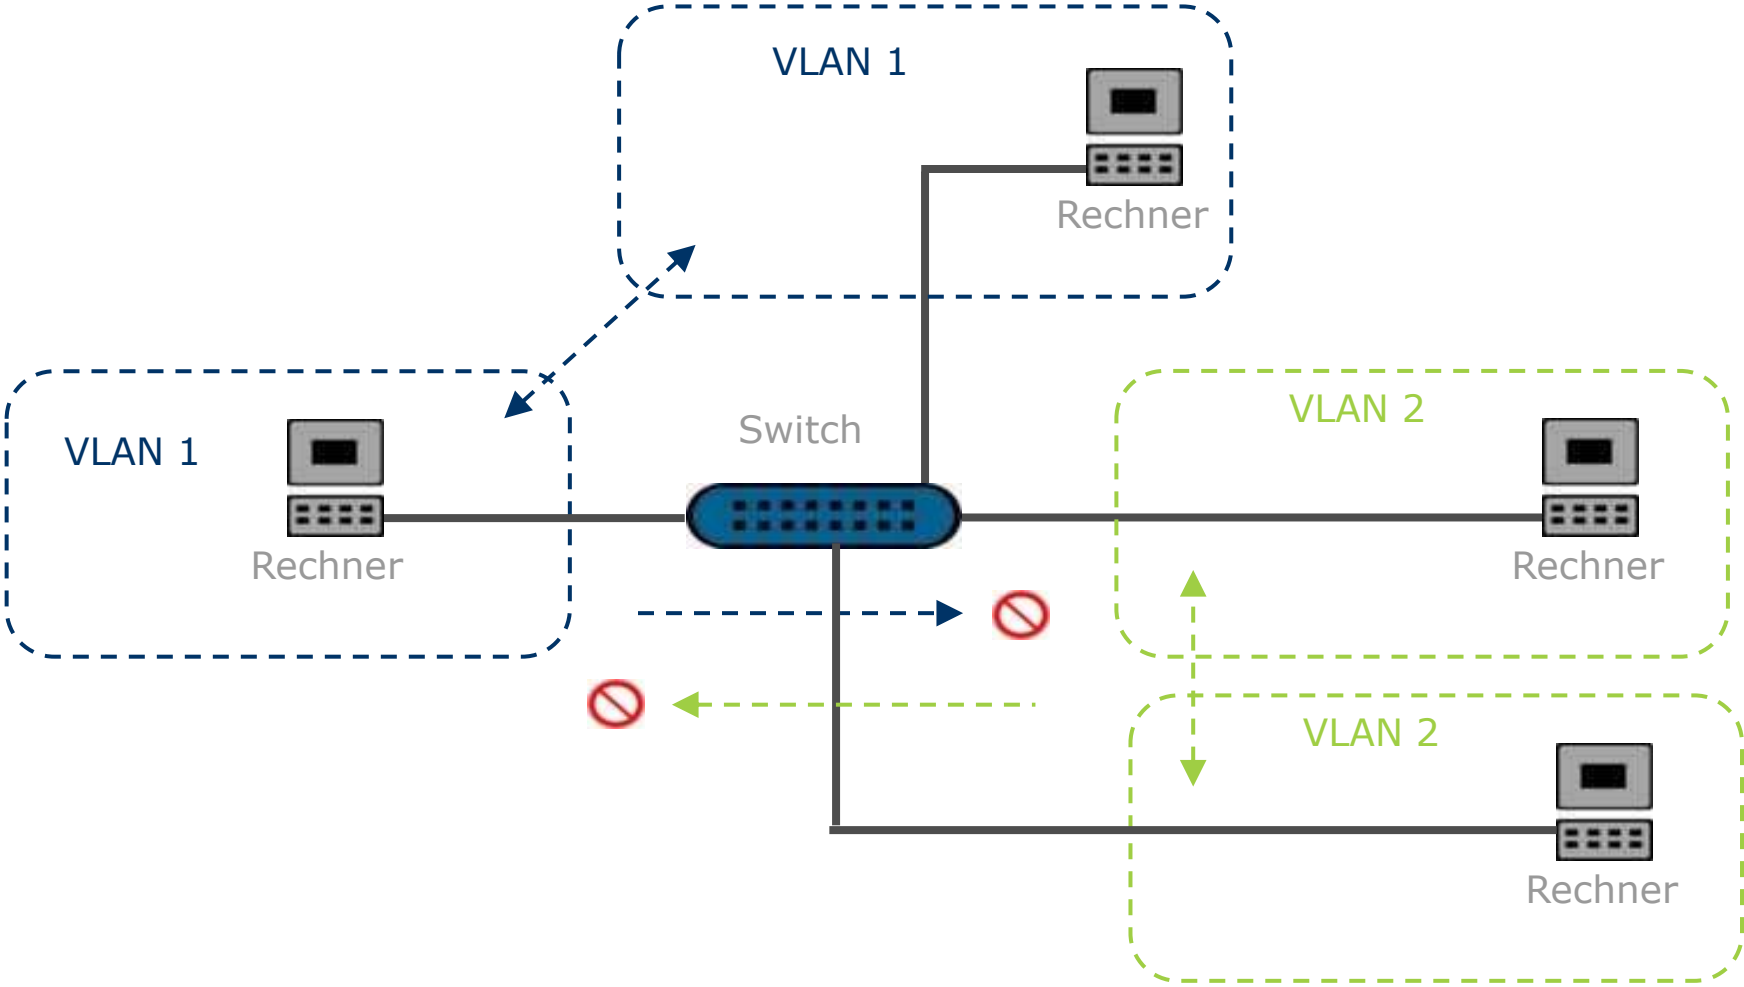 VLAN 1
Rechner
VLAN 1
Rechner
Switch
VLAN 2
Rechner
VLAN 2
Rechner